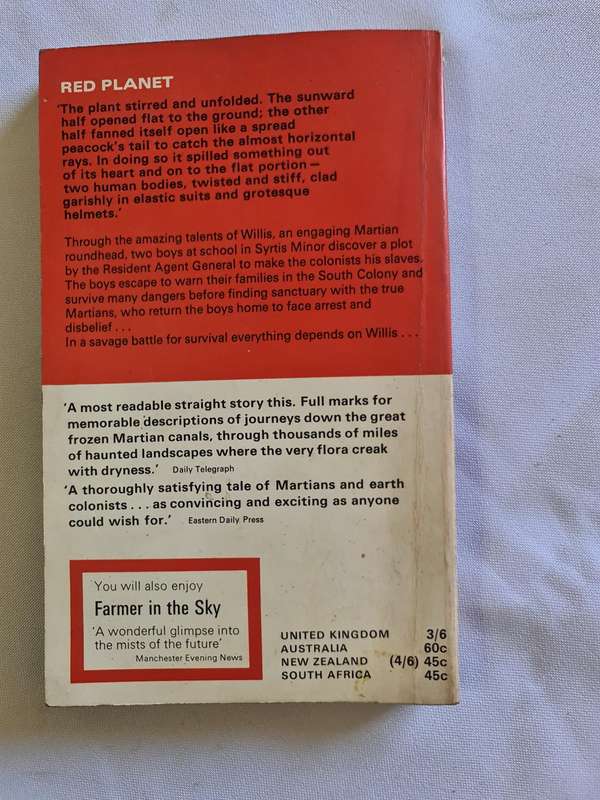 RED PLANET
'The plant stirred and unfolded. The sunward
half opened flat to the ground; the other
half fanned itself open like a spread
peacock's tail to catch the almost horizontal
rays. In doing so it spilled something out
of its heart and on to the flat portion —
two human bodies, twisted and stiff, clad
garishly in elastic suits and grotesque
helmets.'
Through the amazing talents of Willis, an engaging Martian
roundhead, two boys at school in Syrtis Minor discover a plot
by the Resident Agent General to make the colonists his slaves.
The boys escape to warn their families in the South Colony and
survive many dangers before finding sanctuary with the true
Martians, who return the boys home to face arrest and
disbelief . . .
In a savage battle for survival everything depends on Willis . . .
'A most readable straight story this. Full marks for
memorable descriptions of journeys down the great
frozen Martian canals, through thousands of miles
of haunted landscapes where the very flora creak
with dryness.' Daily Telegraph
'A thoroughly satisfying tale of Martians and earth
colonists . . . as convincing and exciting as anyone
could wish for.' Eastern Daily Press
You will also enjoy
Farmer in the Sky
'A wonderful glimpse into
the mists of the future'
Manchester Evening News
UNITED KINGDOM 3/6
AUSTRALIA 60c
NEW ZEALAND (4/6) 45c
SOUTH AFRICA 45c